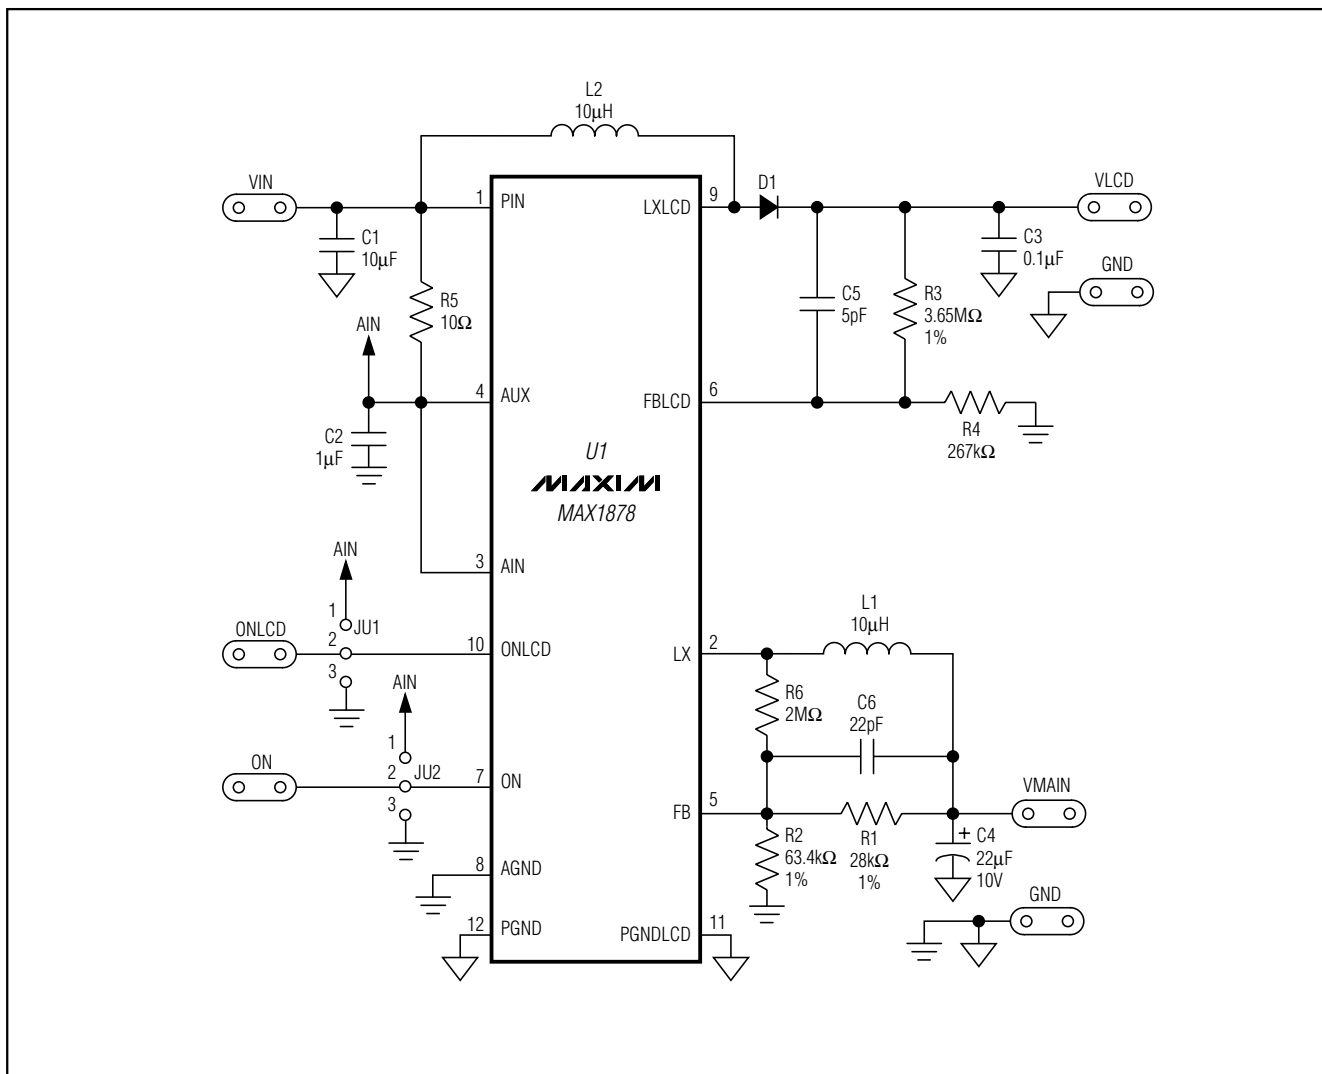 L2
10µH
VIN
1
PIN
LXLCD
9
D1
VLCD
C1
10µF
C3
0.1µF
GND
R5
10Ω
C5
5pF
R3
3.65MΩ
1%
AIN
4
AUX
FBLCD
6
C2
1µF
R4
267kΩ
U1
MAXIM
MAX1878
AIN
3
AIN
1
JU1
L1
10µH
ONLCD
2
10
ONLCD
LX
2
3
AIN
R6
2MΩ
C6
22pF
1
ON
2
JU2
7
ON
3
FB
5
VMAIN
R2
63.4kΩ
1%
R1
28kΩ
1%
+
C4
22µF
10V
8
AGND
GND
12
PGND
PGNDLCD
11